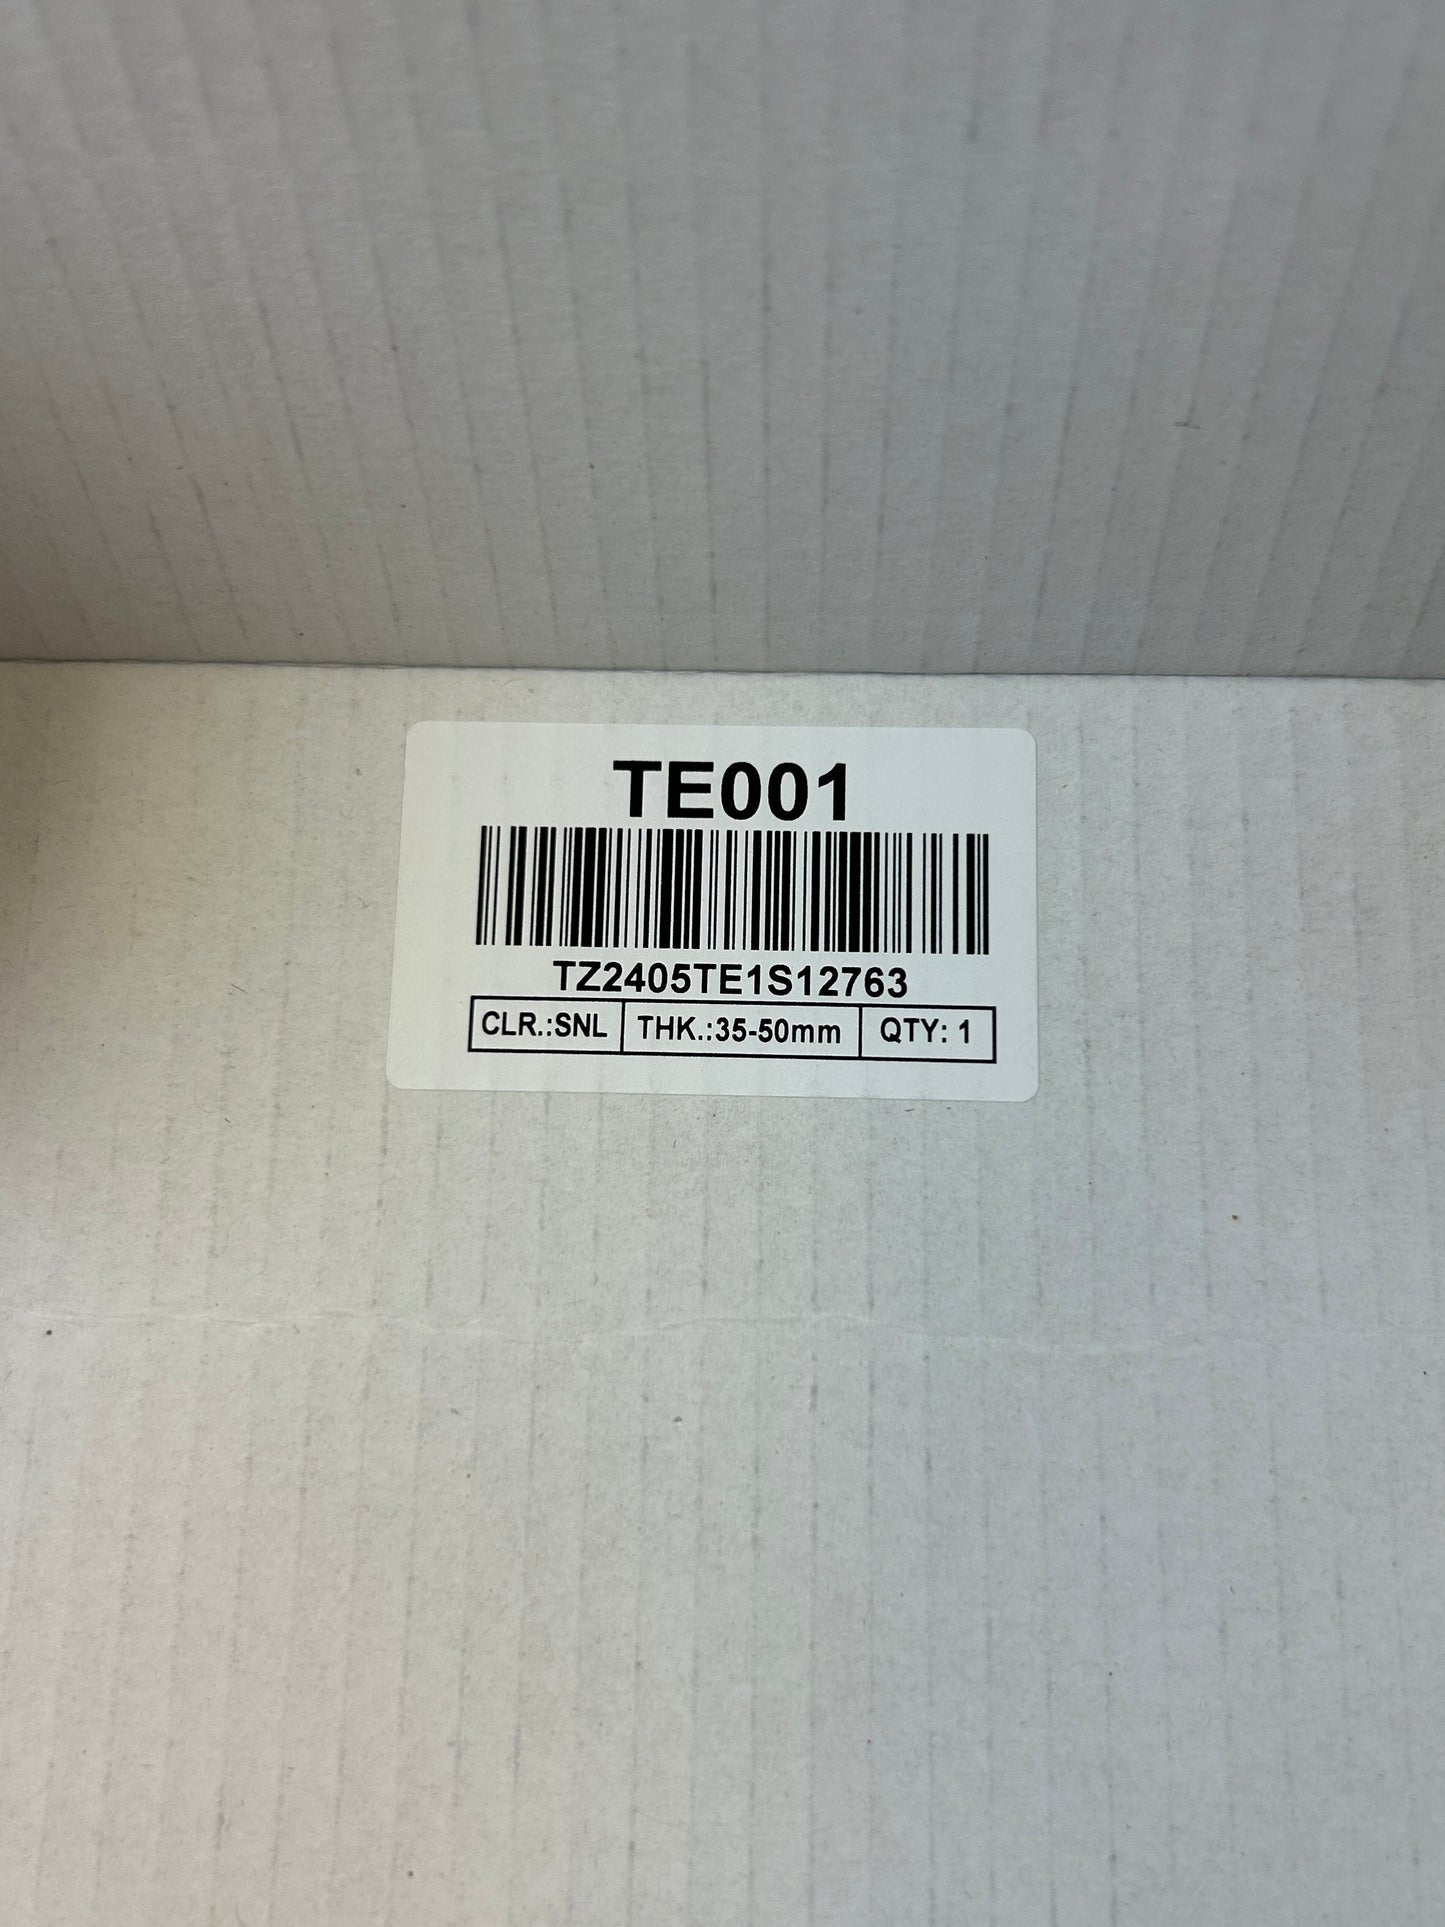 TE001
TZ2405TE1S12763
CLR.:SNL THK.:35-50mm QTY: 1